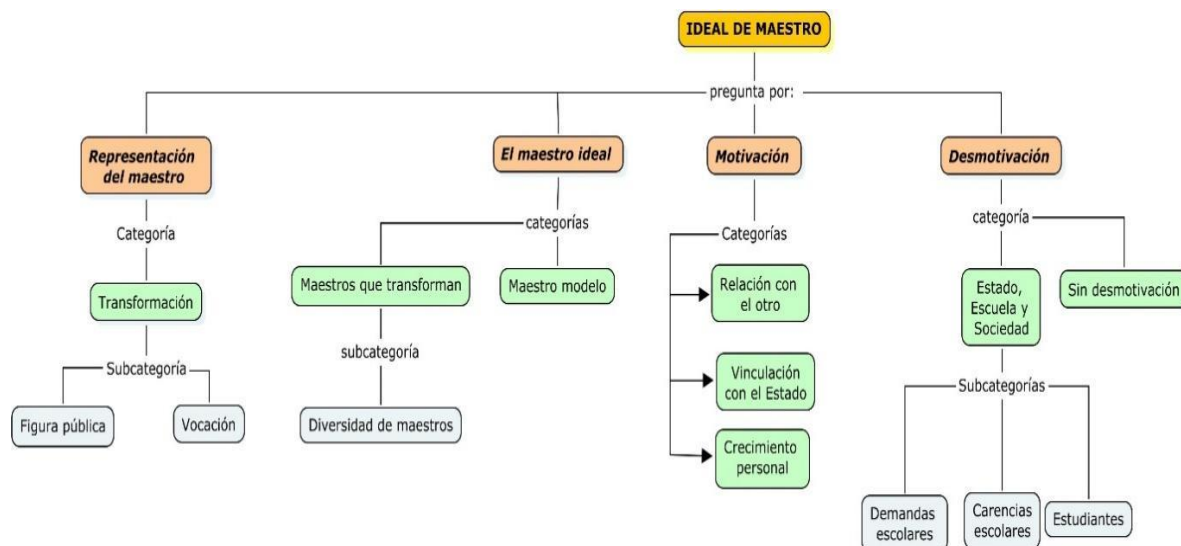 IDEAL DE MAESTRO
pregunta por:
Representación
del maestro
El maestro ideal
Motivación
Desmotivación
Categoría
categorías
Categorías
categoría
Transformación
Maestros que transforman
Maestro modelo
Relación con
el otro
Estado,
Escuela y
Sociedad
Sin desmotivación
Subcategoría
subcategoría
Vinculación
con el Estado
Subcategorías
Figura pública
Vocación
Diversidad de maestros
Crecimiento
personal
Demandas
escolares
Carencias
escolares
Estudiantes